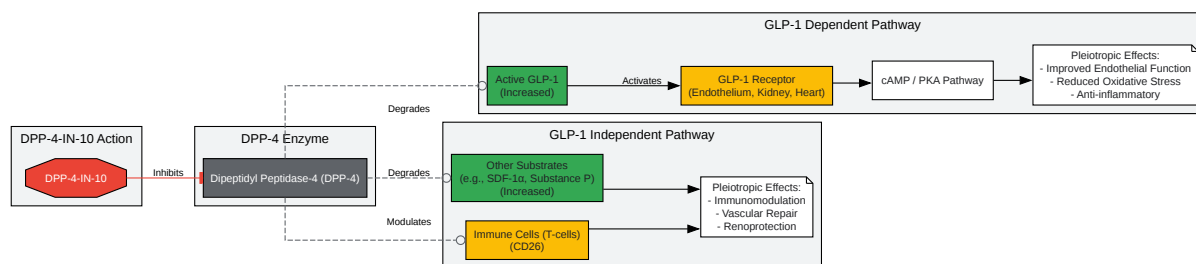 GLP-1 Dependent Pathway
Active GLP-1
(Increased)
Activates
GLP-1 Receptor
(Endothelium, Kidney, Heart)
cAMP / PKA Pathway
Pleiotropic Effects:
- Improved Endothelial Function
- Reduced Oxidative Stress
- Anti-inflammatory
Degrades
DPP-4-IN-10 Action
DPP-4-IN-10
Inhibits
DPP-4 Enzyme
Dipeptidyl Peptidase-4 (DPP-4)
Degrades
Modulates
GLP-1 Independent Pathway
Other Substrates
(e.g., SDF-1α, Substance P)
(Increased)
Immune Cells (T-cells)
(CD26)
Pleiotropic Effects:
- Immunomodulation
- Vascular Repair
- Renoprotection